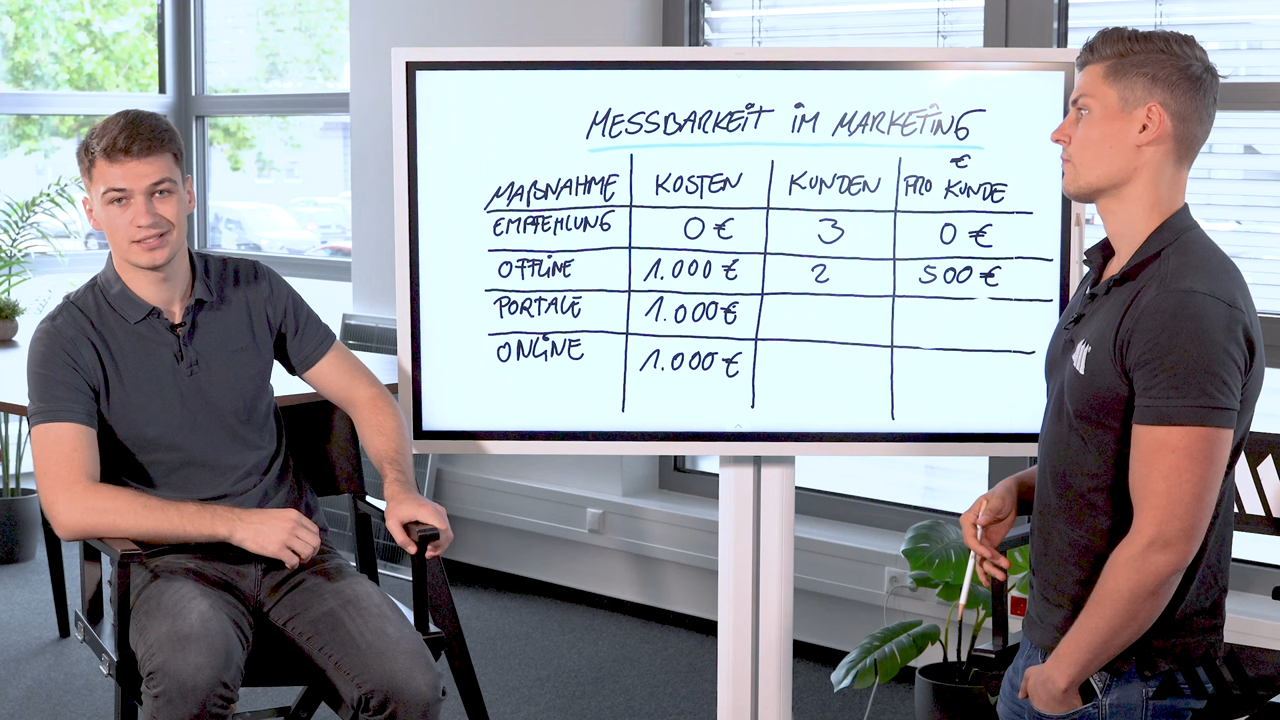 MESSBARKEIT IM MARKETING
MAßNAHME KOSTEN KUNDEN € PRO KUNDE
EMPFEHLUNG 0 € 3 0 €
OFFLINE 1.000 € 2 500 €
PORTALE 1.000 €
ONLINE 1.000 €